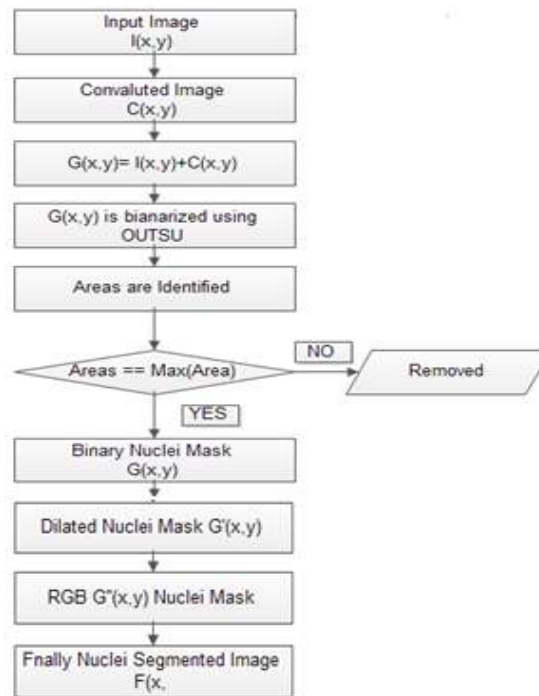 Input Image
I(x,y)
Convaluted Image
C(x,y)
G(x,y)= I(x,y)+C(x,y)
G(x,y) is bianarized using
OUTSU
Areas are Identified
Areas == Max(Area)
NO
Removed
YES
Binary Nuclei Mask
G(x,y)
Dilated Nuclei Mask G'(x,y)
RGB G"(x,y) Nuclei Mask
Fnally Nuclei Segmented Image
F(x,